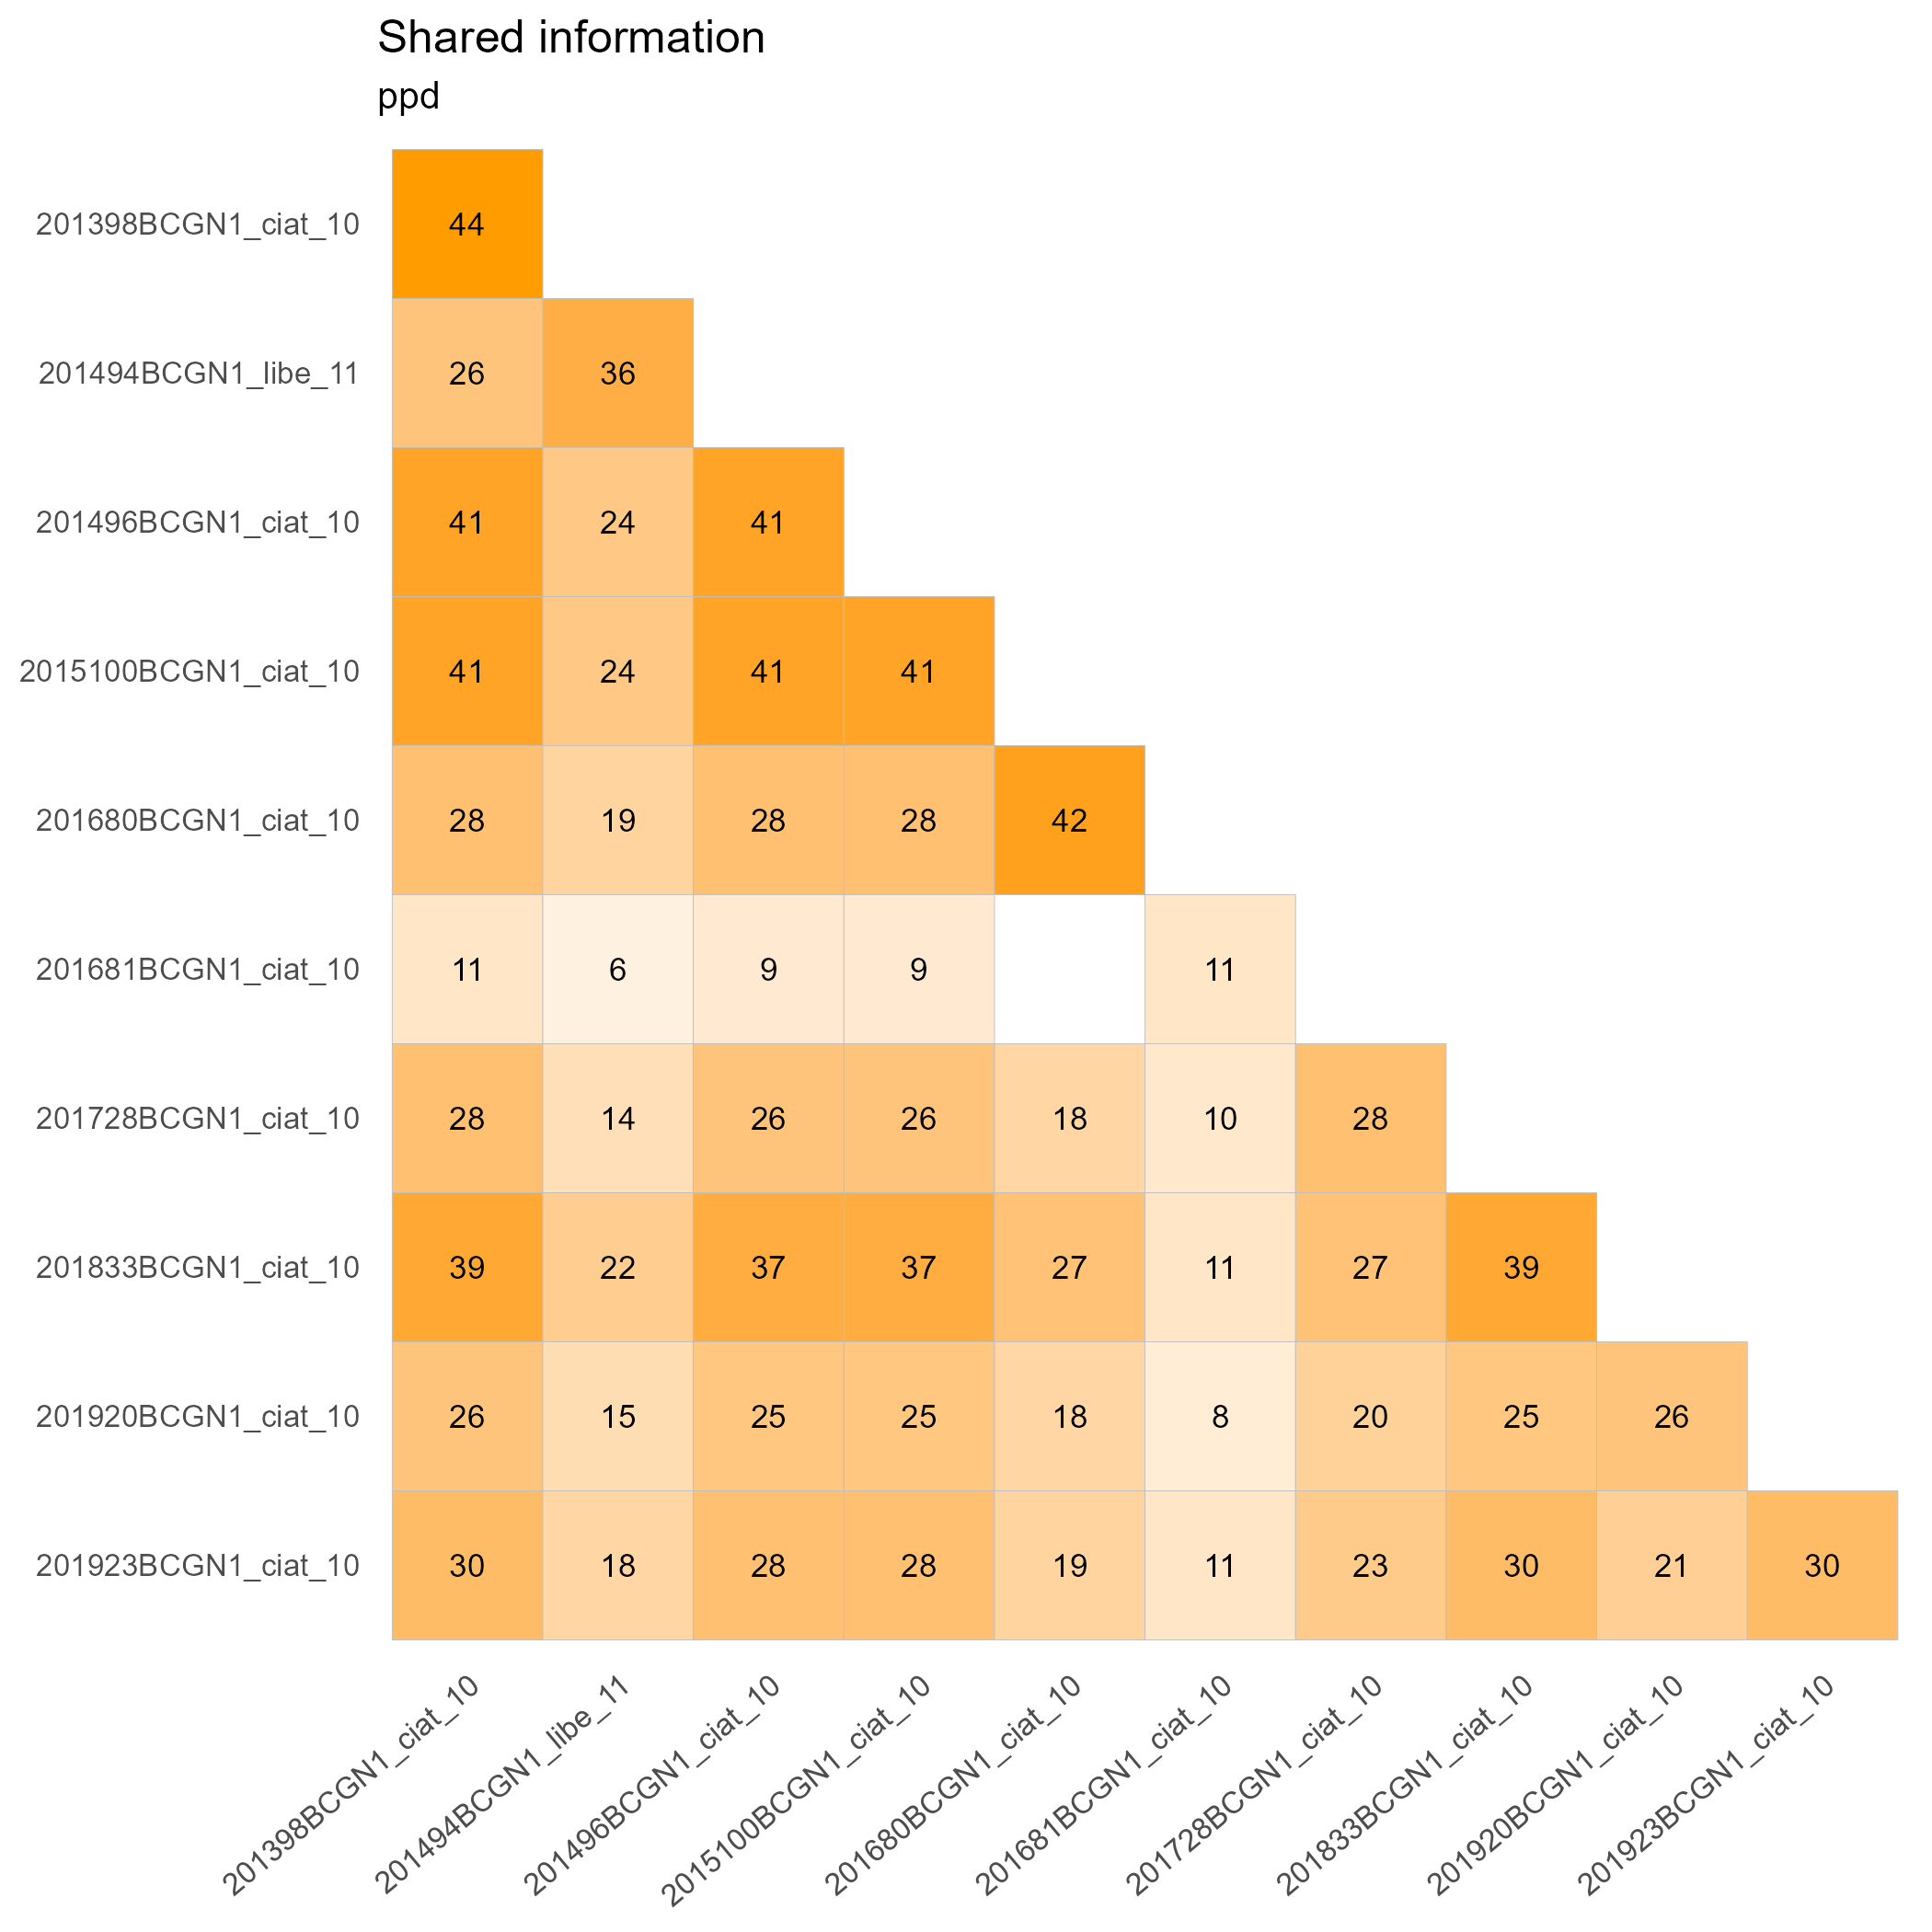 Shared information
ppd
201398BCGN1_ciat_10 44
201494BCGN1_libe_11 26 36
201496BCGN1_ciat_10 41 24 41
2015100BCGN1_ciat_10 41 24 41 41
201680BCGN1_ciat_10 28 19 28 28 42
201681BCGN1_ciat_10 11 6 9 9 11
201728BCGN1_ciat_10 28 14 26 26 18 10 28
201833BCGN1_ciat_10 39 22 37 37 27 11 27 39
201920BCGN1_ciat_10 26 15 25 25 18 8 20 25 26
201923BCGN1_ciat_10 30 18 28 28 19 11 23 30 21 30
201398BCGN1_ciat_10
201494BCGN1_libe_11
201496BCGN1_ciat_10
2015100BCGN1_ciat_10
201680BCGN1_ciat_10
201681BCGN1_ciat_10
201728BCGN1_ciat_10
201833BCGN1_ciat_10
201920BCGN1_ciat_10
201923BCGN1_ciat_10